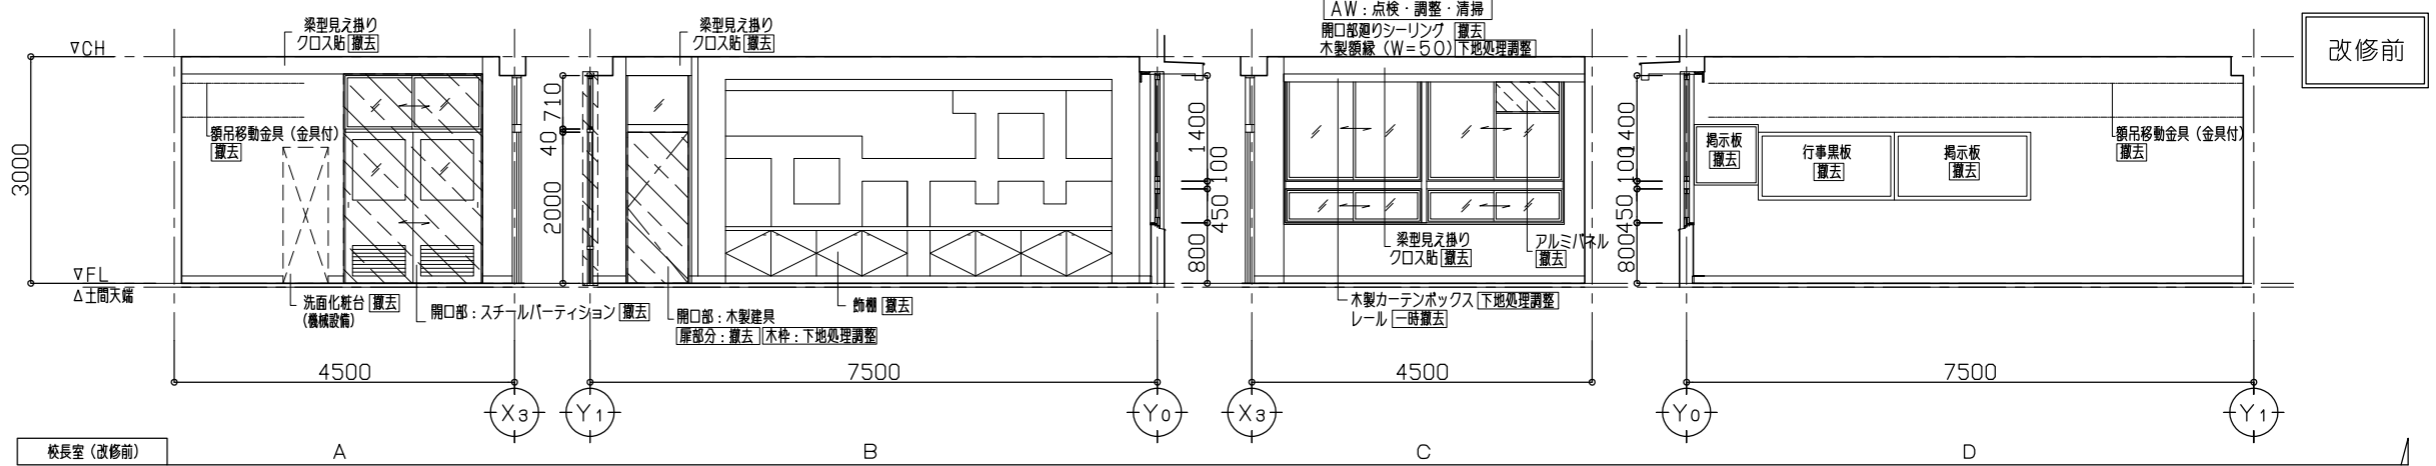 改修前
▽CH
3000
▽FL
△土間天端
梁型見え掛り
クロス貼 撤去
額吊移動金具（金具付）
撤去
洗面化粧台 撤去
（機械設備）
開口部：スチールパーティション 撤去
4500
X3
710
40
2000
梁型見え掛り
クロス貼 撤去
開口部：木製建具
扉部分：撤去 木枠：下地処理調整
飾棚 撤去
7500
Y1
Y0
1400
100
450
800
AW：点検・調整・清掃
開口部廻りシーリング 撤去
木製額縁（W=50） 下地処理調整
梁型見え掛り
クロス貼 撤去
アルミパネル
撤去
木製カーテンボックス 下地処理調整
レール 一時撤去
4500
X3
1400
100
450
800
掲示板
撤去
行事黒板
撤去
掲示板
撤去
額吊移動金具（金具付）
撤去
7500
Y0
Y1
校長室（改修前）
A
B
C
D